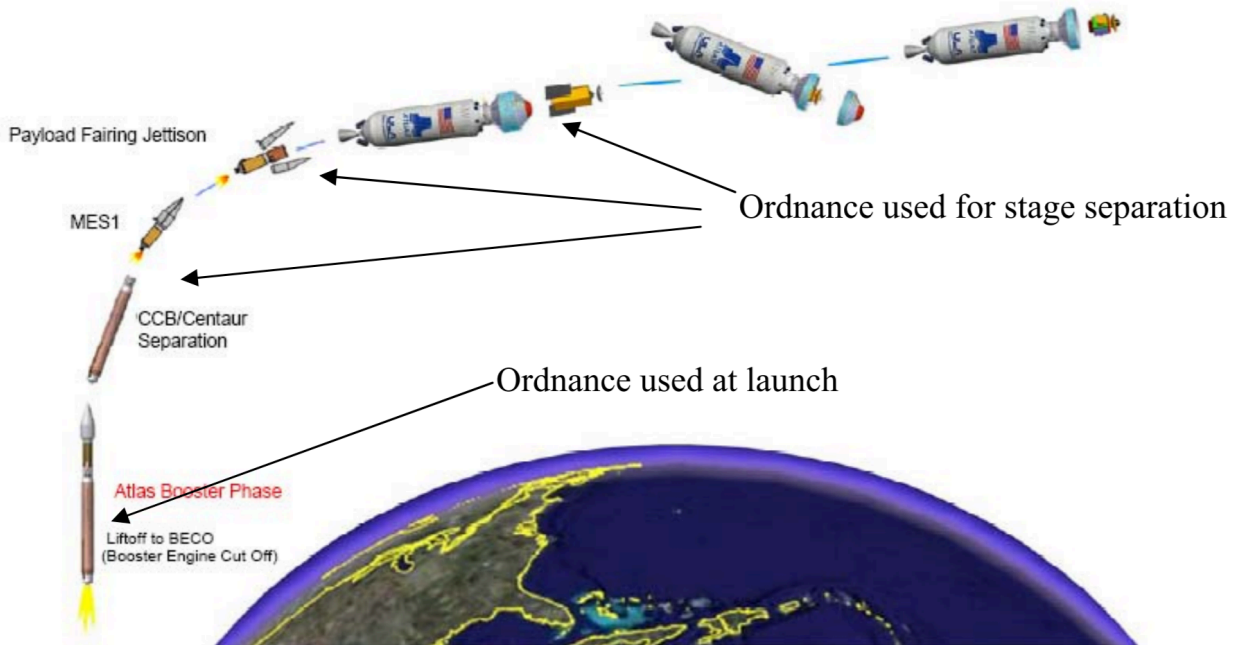 Payload Fairing Jettison
Ordnance used for stage separation
MES1
CCB/Centaur
Separation
Ordnance used at launch
Atlas Booster Phase
Liftoff to BECO
(Booster Engine Cut Off)